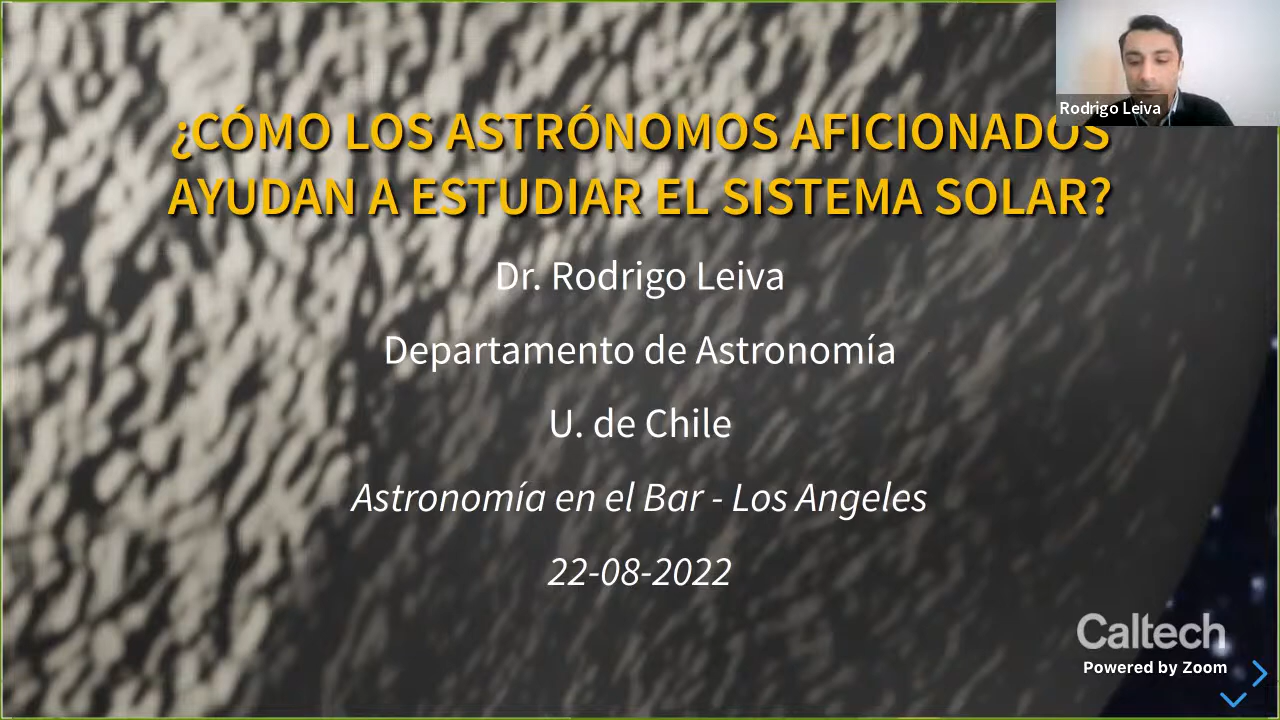 Rodrigo Leiva
¿CÓMO LOS ASTRÓNOMOS AFICIONADOS
AYUDAN A ESTUDIAR EL SISTEMA SOLAR?
Dr. Rodrigo Leiva
Departamento de Astronomía
U. de Chile
Astronomía en el Bar - Los Angeles
22-08-2022
Caltech
Powered by Zoom